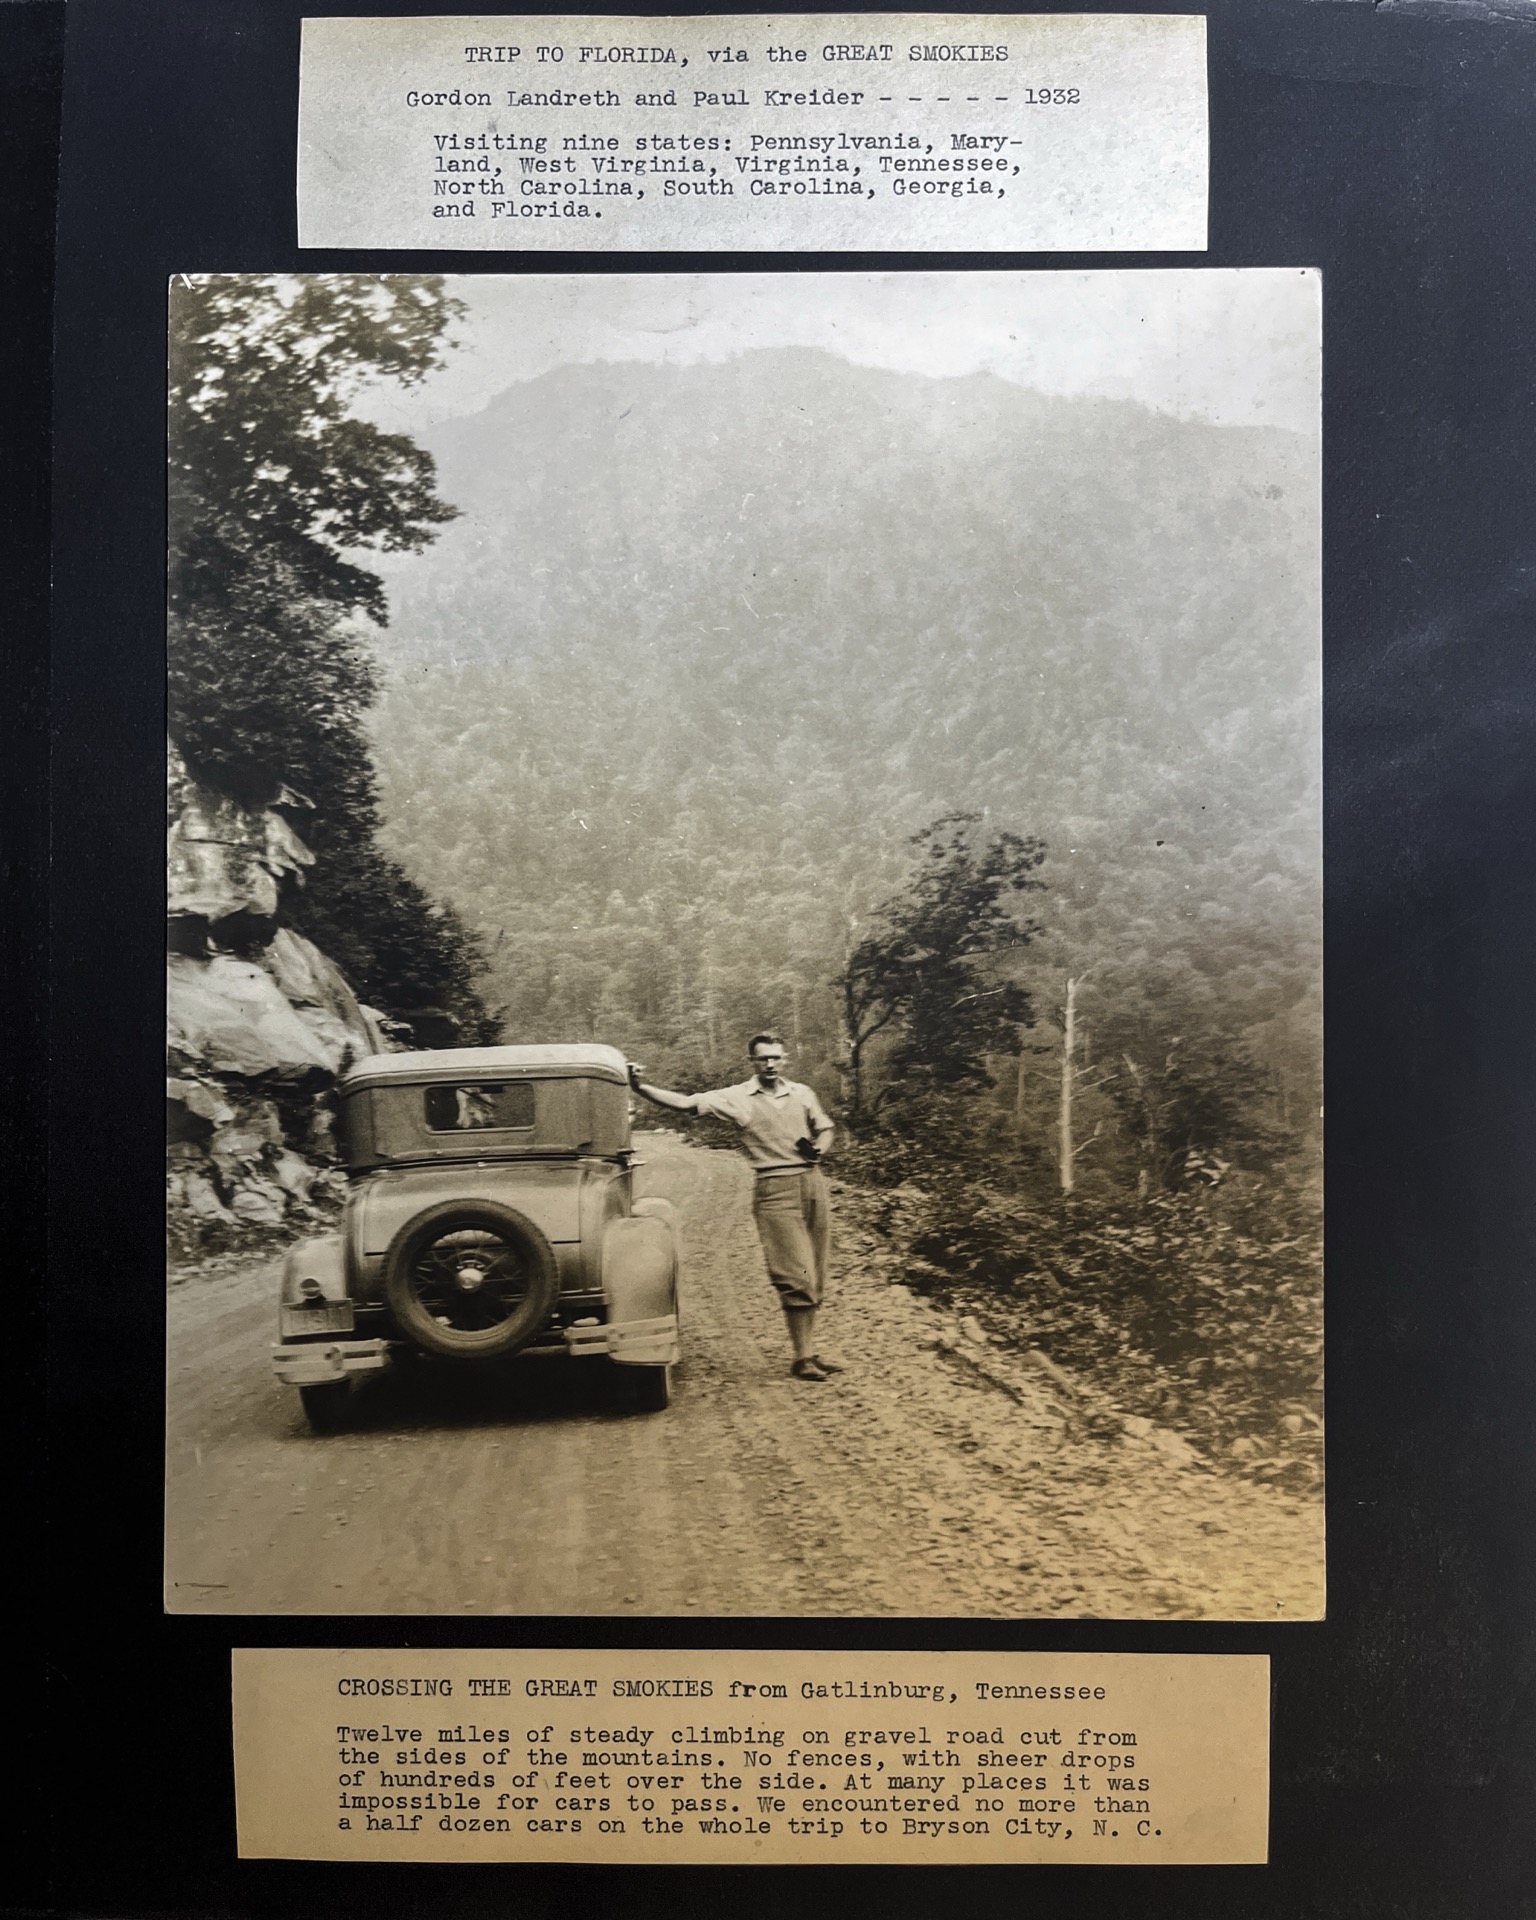 TRIP TO FLORIDA, via the GREAT SMOKIES
Gordon Landreth and Paul Kreider - - - - - 1932
Visiting nine states: Pennsylvania, Mary-
land, West Virginia, Virginia, Tennessee,
North Carolina, South Carolina, Georgia,
and Florida.
CROSSING THE GREAT SMOKIES from Gatlinburg, Tennessee
Twelve miles of steady climbing on gravel road cut from
the sides of the mountains. No fences, with sheer drops
of hundreds of feet over the side. At many places it was
impossible for cars to pass. We encountered no more than
a half dozen cars on the whole trip to Bryson City, N. C.